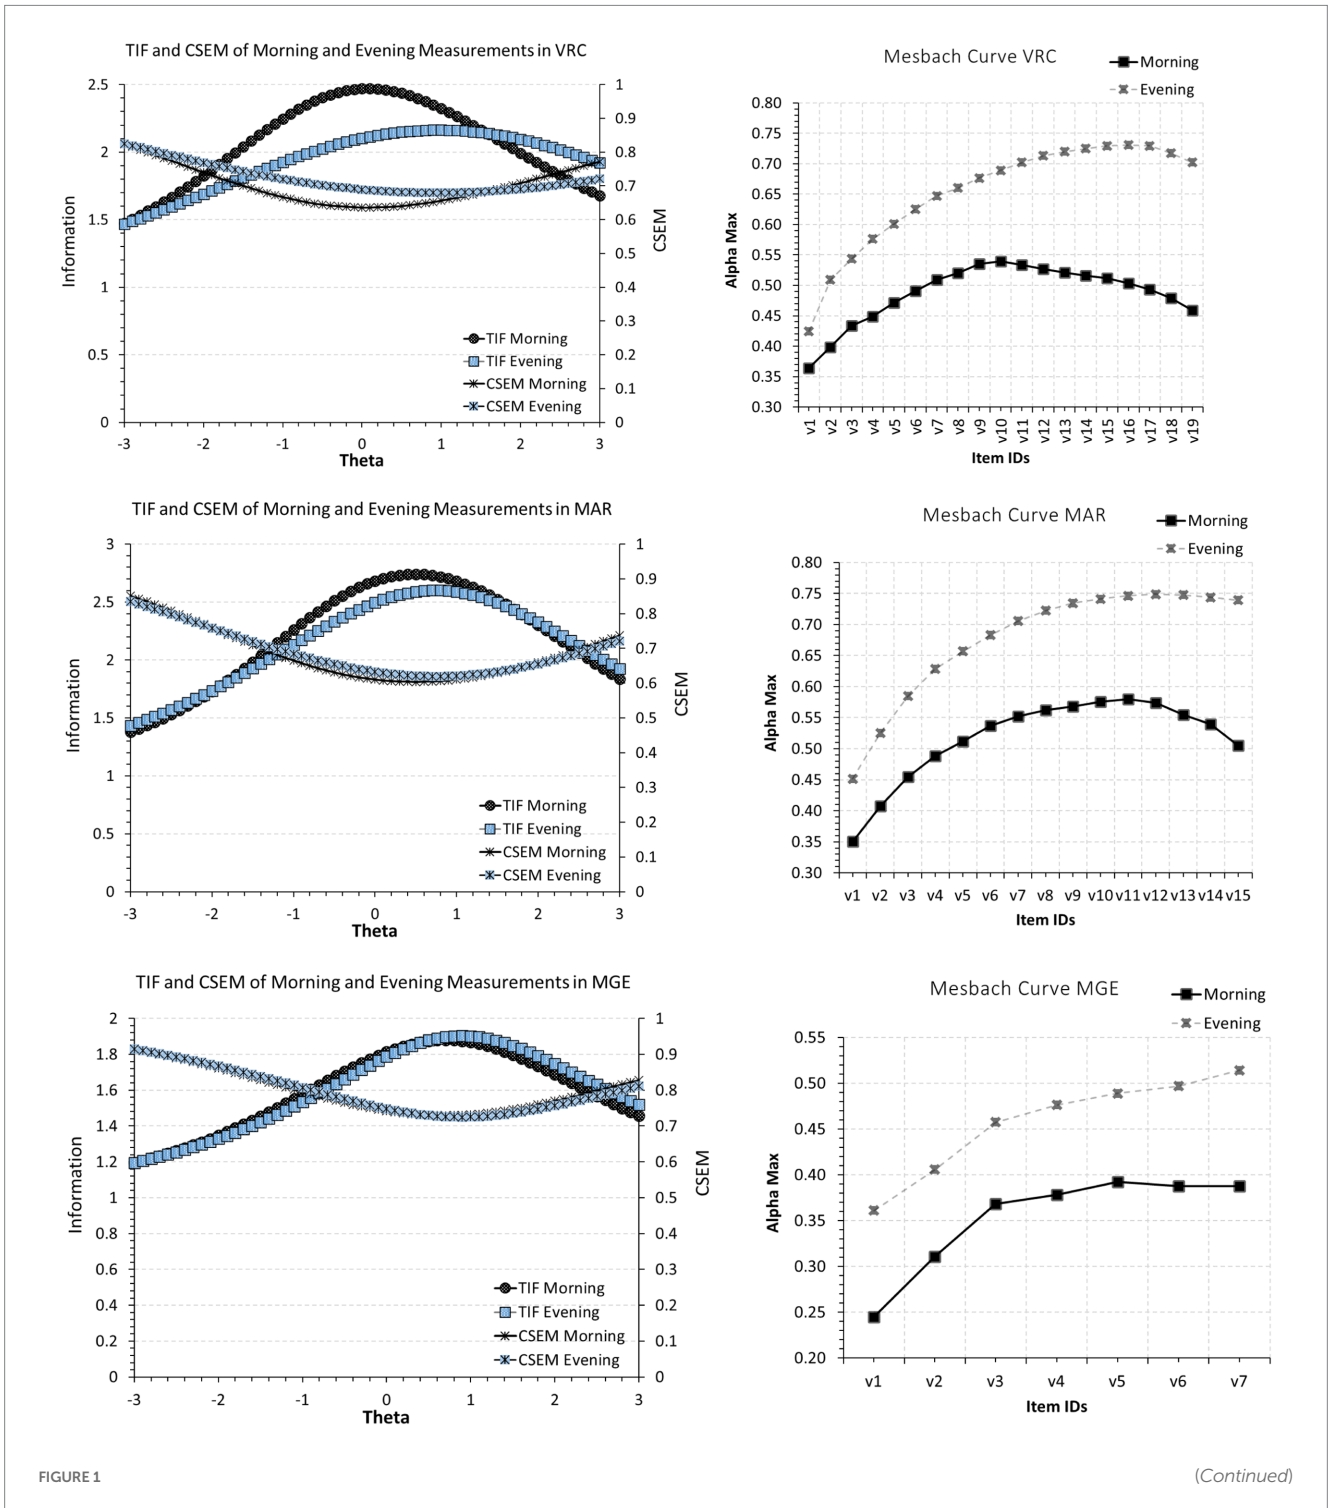 TIF and CSEM of Morning and Evening Measurements in VRC
2.5
2
1.5
1
0.5
0
1
0.9
0.8
0.7
0.6
0.5
0.4
0.3
0.2
0.1
0
Information
CSEM
TIF Morning
TIF Evening
CSEM Morning
CSEM Evening
-3 -2 -1 0 1 2 3
Theta
Mesbach Curve VRC
Morning
Evening
0.80
0.75
0.70
0.65
0.60
0.55
0.50
0.45
0.40
0.35
0.30
Alpha Max
v1 v2 v3 v4 v5 v6 v7 v8 v9 v10 v11 v12 v13 v14 v15 v16 v17 v18 v19
Item IDs
TIF and CSEM of Morning and Evening Measurements in MAR
3
2.5
2
1.5
1
0.5
0
1
0.9
0.8
0.7
0.6
0.5
0.4
0.3
0.2
0.1
0
Information
CSEM
TIF Morning
TIF Evening
CSEM Morning
CSEM Evening
-3 -2 -1 0 1 2 3
Theta
Mesbach Curve MAR
Morning
Evening
0.80
0.75
0.70
0.65
0.60
0.55
0.50
0.45
0.40
0.35
0.30
Alpha Max
v1 v2 v3 v4 v5 v6 v7 v8 v9 v10 v11 v12 v13 v14 v15
Item IDs
TIF and CSEM of Morning and Evening Measurements in MGE
2
1.8
1.6
1.4
1.2
1
0.8
0.6
0.4
0.2
0
1
0.9
0.8
0.7
0.6
0.5
0.4
0.3
0.2
0.1
0
Information
CSEM
TIF Morning
TIF Evening
CSEM Morning
CSEM Evening
-3 -2 -1 0 1 2 3
Theta
Mesbach Curve MGE
Morning
Evening
0.55
0.50
0.45
0.40
0.35
0.30
0.25
0.20
Alpha Max
v1 v2 v3 v4 v5 v6 v7
Item IDs
FIGURE 1
(Continued)